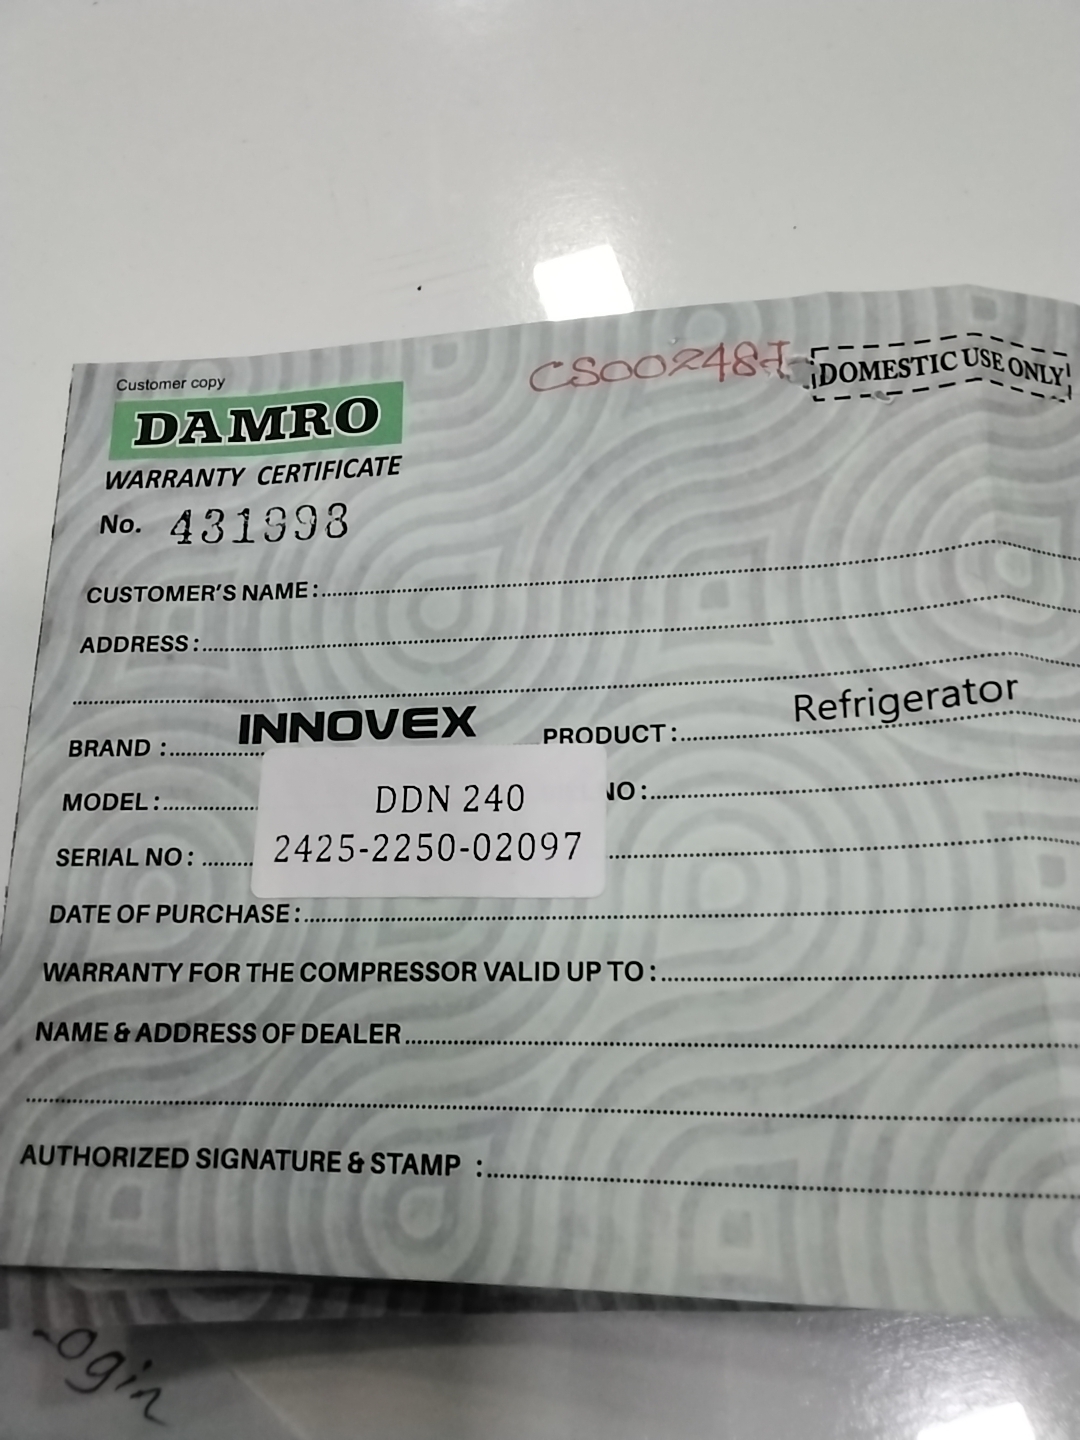 Customer copy
DAMRO
WARRANTY CERTIFICATE
DOMESTIC USE ONLY
No. 431998
CUSTOMER'S NAME :
ADDRESS :
BRAND : INNOVEX PRODUCT : Refrigerator
MODEL : DDN 240 NO :
SERIAL NO : 2425-2250-02097
DATE OF PURCHASE :
WARRANTY FOR THE COMPRESSOR VALID UP TO :
NAME & ADDRESS OF DEALER
AUTHORIZED SIGNATURE & STAMP :